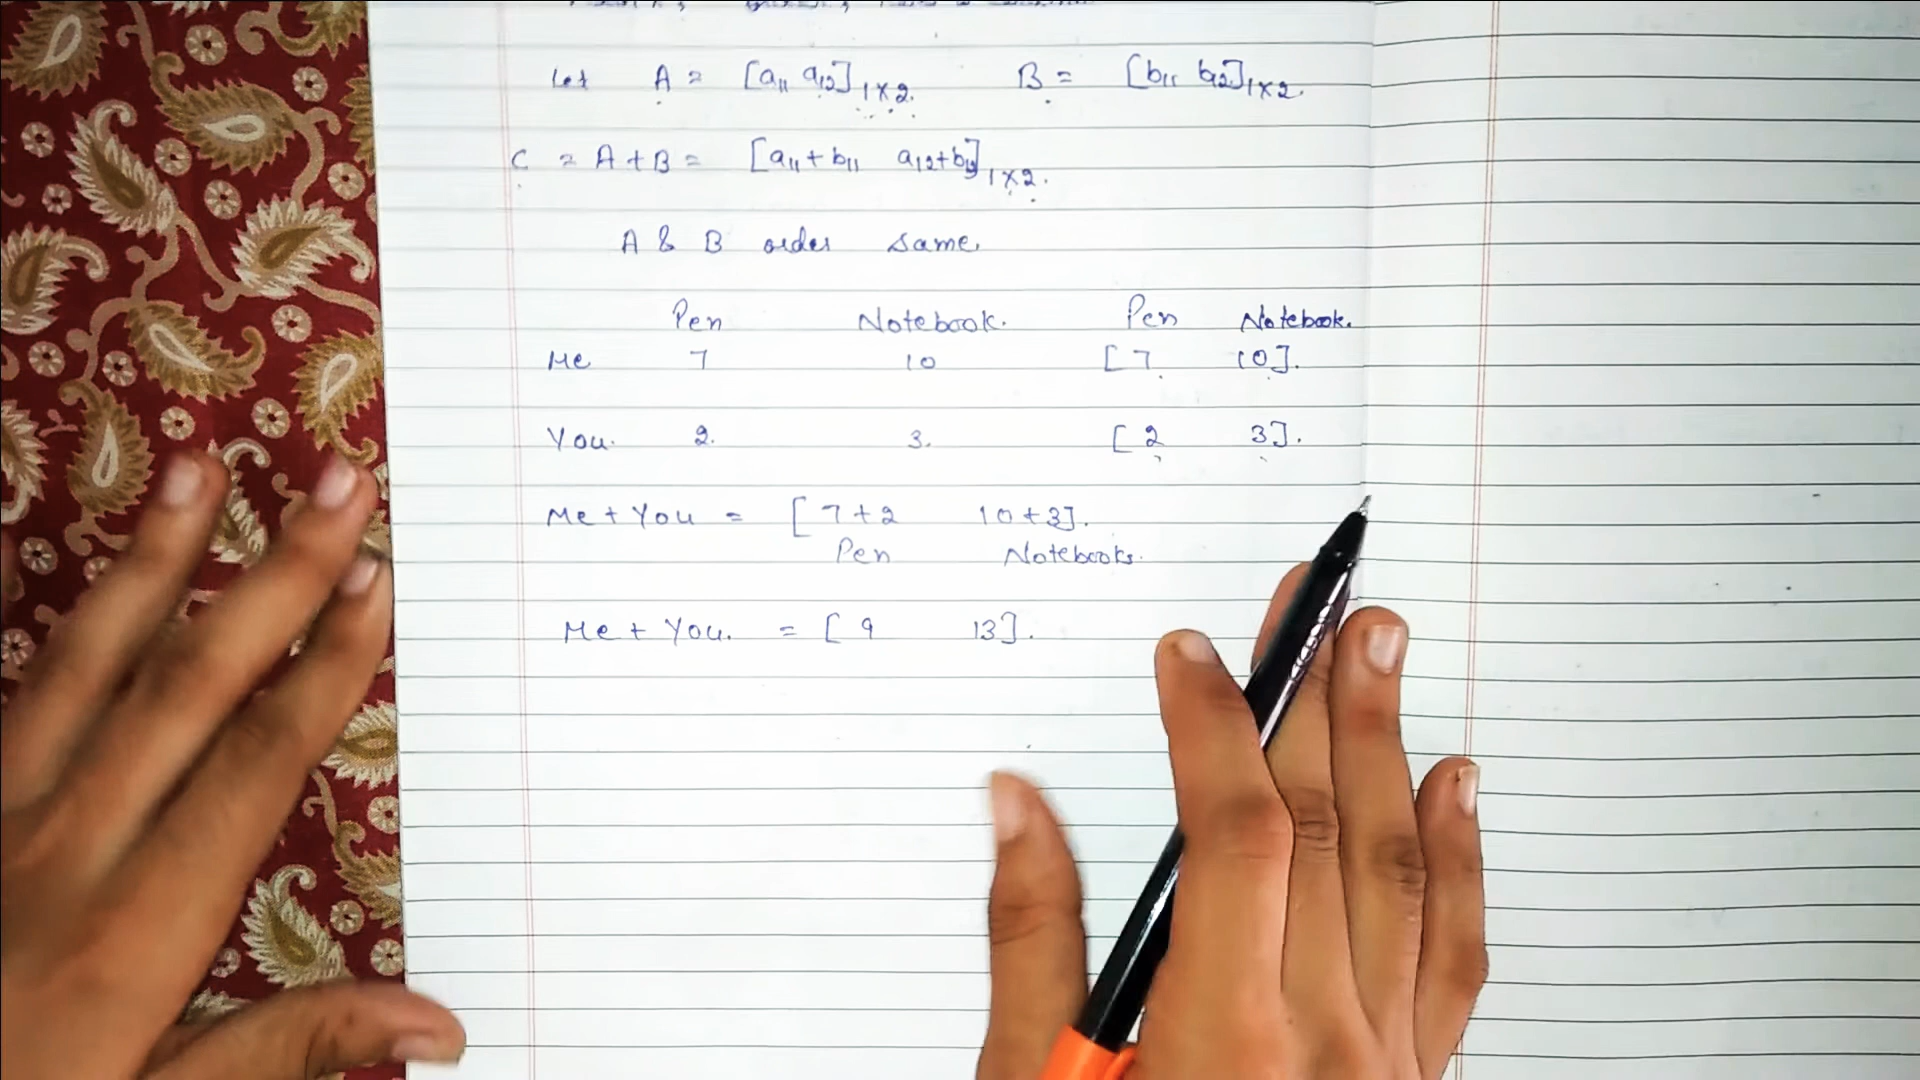 Let A = [a11 a12]1×2. B = [b11 b12]1×2.
C = A + B = [a11 + b11 a12 + b12]1×2.
A & B order same.
Pen Notebook. Pen Notebook.
Me 7 10 [7 10].
You. 2. 3. [2 3].
Me + You = [7+2 10+3].
Pen Notebooks.
Me + You. = [9 13].